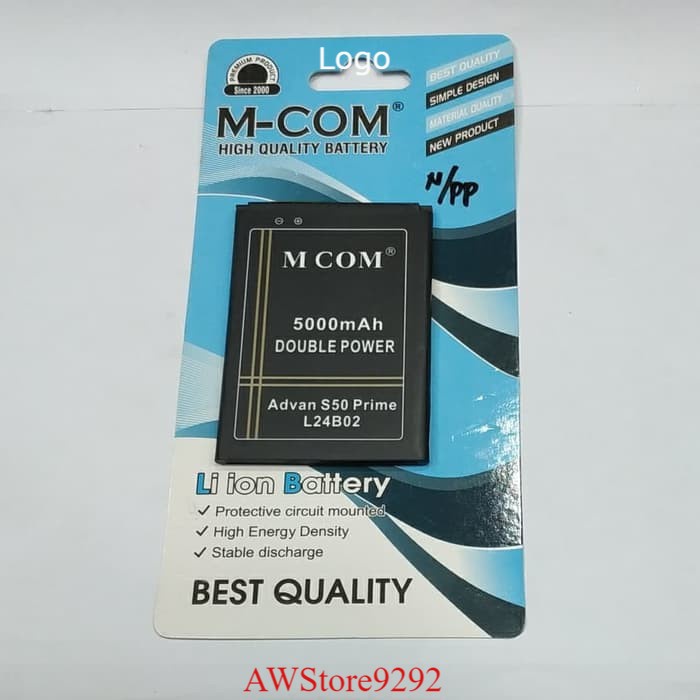 Logo
PREMIUM PRODUCT
Since 2000
M-COM®
HIGH QUALITY BATTERY
BEST QUALITY
SIMPLE DESIGN
MATERIAL QUALITY
NEW PRODUCT
N/PP
M COM®
5000mAh
DOUBLE POWER
Advan S50 Prime
L24B02
Li ion Battery
✓ Protective circuit mounted
✓ High Energy Density
✓ Stable discharge
BEST QUALITY
AWStore9292